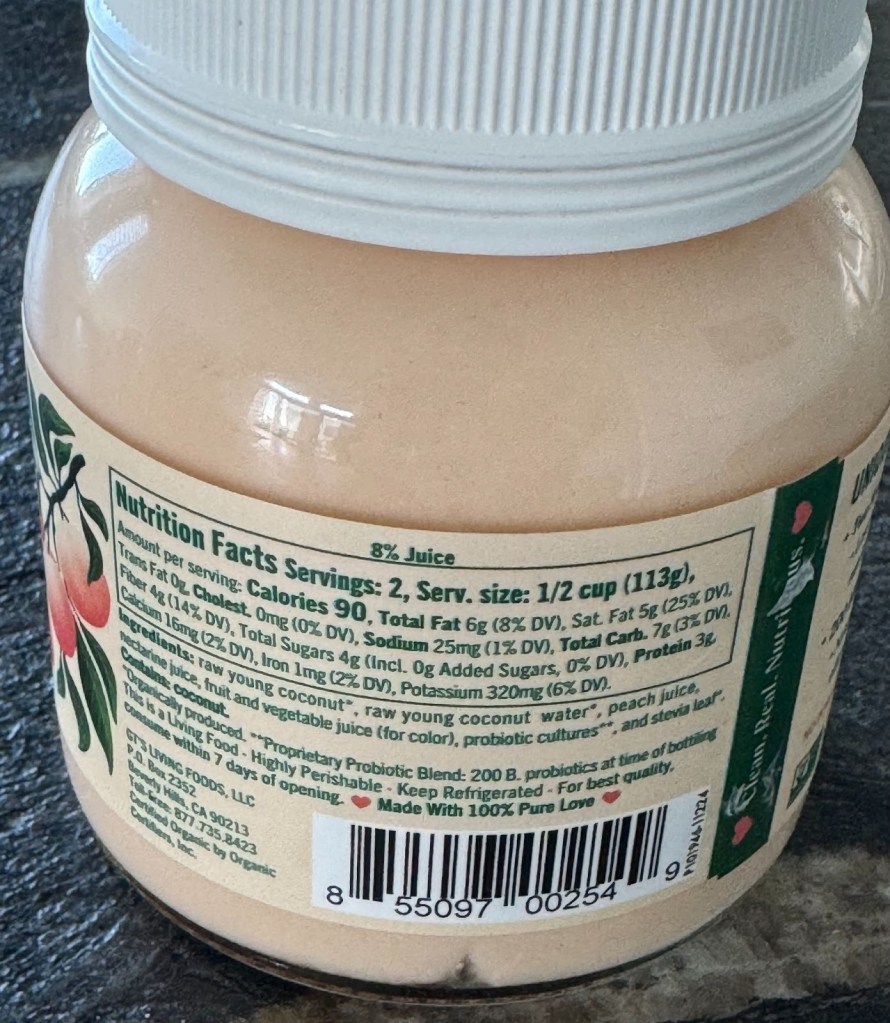 8% Juice
Nutrition Facts Servings: 2, Serv. size: 1/2 cup (113g),
Amount per serving: Calories 90, Total Fat 6g (8% DV), Sat. Fat 5g (25% DV),
Trans Fat 0g, Cholest. 0mg (0% DV), Sodium 25mg (1% DV), Total Carb. 7g (3% DV),
Fiber 4g (14% DV), Total Sugars 4g (Incl. 0g Added Sugars, 0% DV), Protein 3g,
Calcium 16mg (2% DV), Iron 1mg (2% DV), Potassium 320mg (6% DV).
Ingredients: raw young coconut*, raw young coconut water*, peach juice,
nectarine juice, fruit and vegetable juice (for color), probiotic cultures**, and stevia leaf*.
Contains: coconut.
*Organically produced. **Proprietary Probiotic Blend: 200 B. probiotics at time of bottling
This is a Living Food - Highly Perishable - Keep Refrigerated - For best quality,
consume within 7 days of opening. Made With 100% Pure Love
GT'S LIVING FOODS, LLC
P.O. Box 2352
Beverly Hills, CA 90213
Toll-Free: 877.735.8423
Certified Organic by Organic
Certifiers, Inc.
8 55097 00254 9
P101946-11224
Clean. Real.